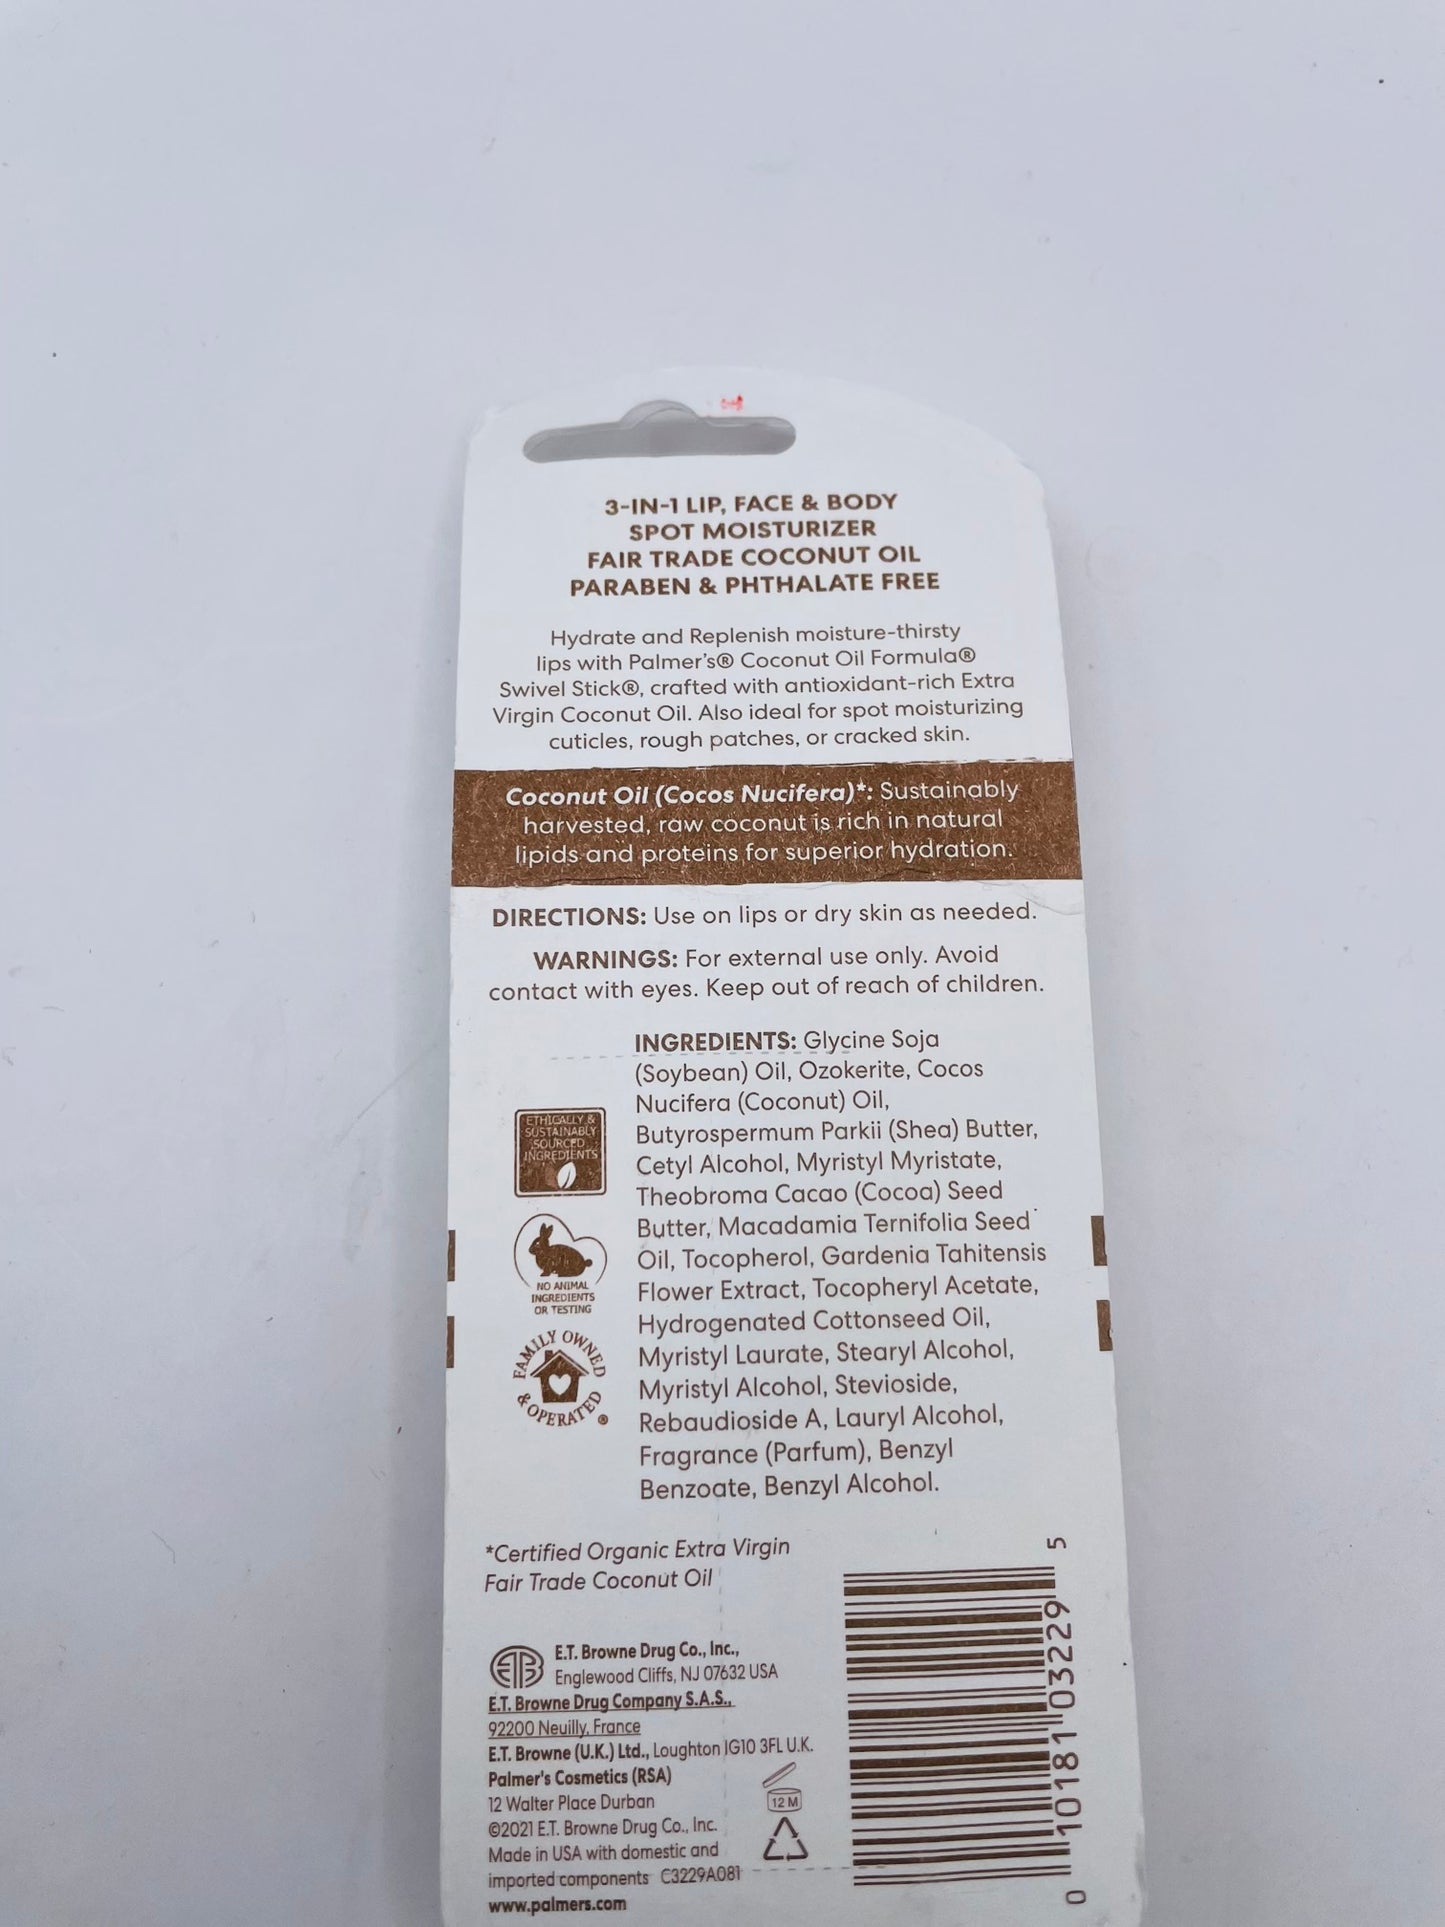 3-IN-1 LIP, FACE & BODY
SPOT MOISTURIZER
FAIR TRADE COCONUT OIL
PARABEN & PHTHALATE FREE
Hydrate and Replenish moisture-thirsty
lips with Palmer's® Coconut Oil Formula®
Swivel Stick®, crafted with antioxidant-rich Extra
Virgin Coconut Oil. Also ideal for spot moisturizing
cuticles, rough patches, or cracked skin.
Coconut Oil (Cocos Nucifera)*: Sustainably
harvested, raw coconut is rich in natural
lipids and proteins for superior hydration.
DIRECTIONS: Use on lips or dry skin as needed.
WARNINGS: For external use only. Avoid
contact with eyes. Keep out of reach of children.
INGREDIENTS: Glycine Soja
(Soybean) Oil, Ozokerite, Cocos
Nucifera (Coconut) Oil,
Butyrospermum Parkii (Shea) Butter,
Cetyl Alcohol, Myristyl Myristate,
Theobroma Cacao (Cocoa) Seed
Butter, Macadamia Ternifolia Seed
Oil, Tocopherol, Gardenia Tahitensis
Flower Extract, Tocopheryl Acetate,
Hydrogenated Cottonseed Oil,
Myristyl Laurate, Stearyl Alcohol,
Myristyl Alcohol, Stevioside,
Rebaudioside A, Lauryl Alcohol,
Fragrance (Parfum), Benzyl
Benzoate, Benzyl Alcohol.
ETHICALLY &
SUSTAINABLY
SOURCED
INGREDIENTS
NO ANIMAL
INGREDIENTS
OR TESTING
FAMILY OWNED
& OPERATED®
*Certified Organic Extra Virgin
Fair Trade Coconut Oil
ETB
E.T. Browne Drug Co., Inc.,
Englewood Cliffs, NJ 07632 USA
E.T. Browne Drug Company S.A.S.,
92200 Neuilly, France
E.T. Browne (U.K.) Ltd., Loughton IG10 3FL U.K.
Palmer's Cosmetics (RSA)
12 Walter Place Durban
©2021 E.T. Browne Drug Co., Inc.
Made in USA with domestic and
imported components C3229A081
www.palmers.com
12 M
0 10181 03229 5